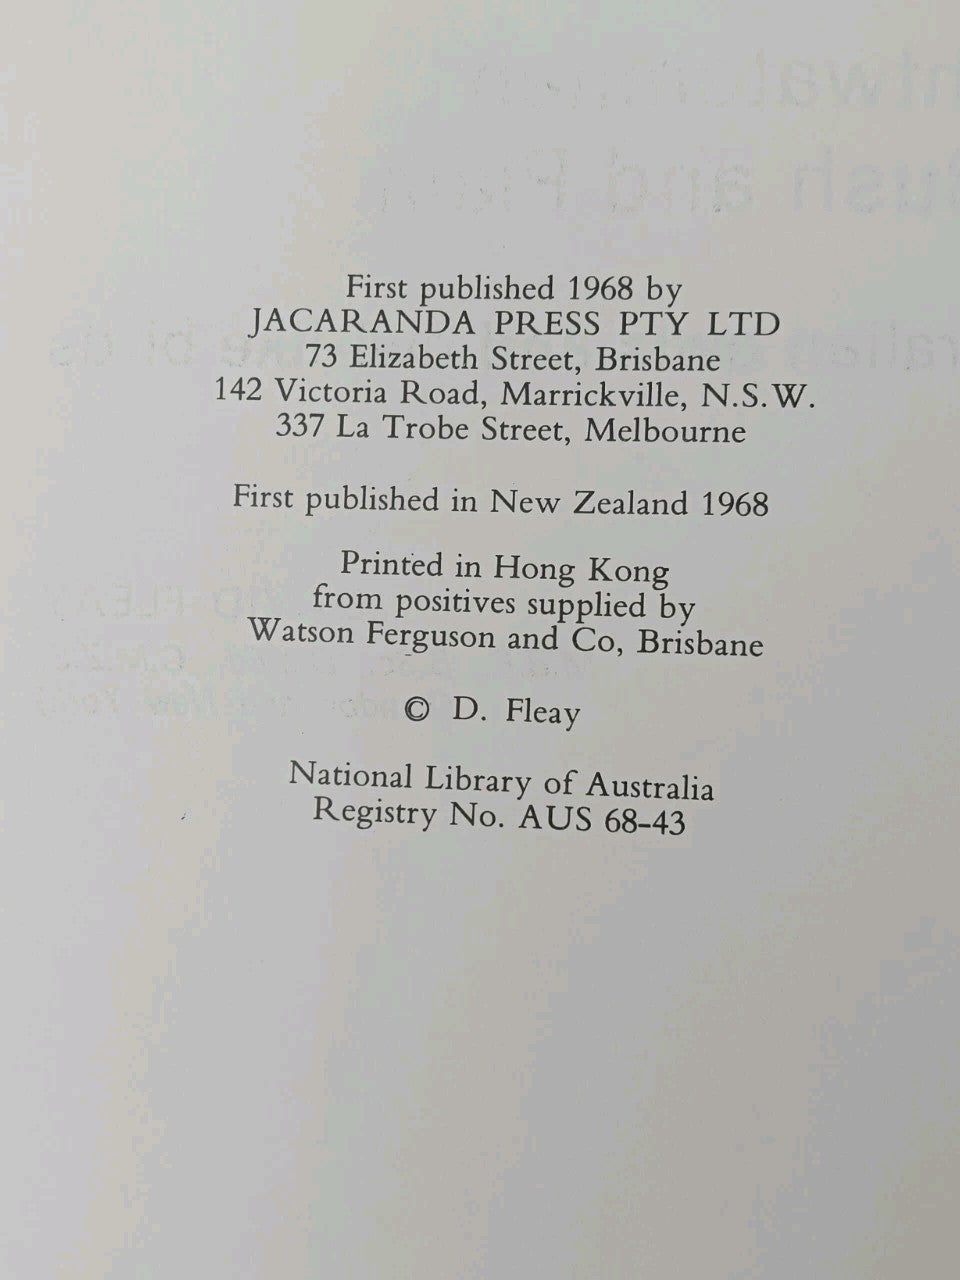 First published 1968 by
JACARANDA PRESS PTY LTD
73 Elizabeth Street, Brisbane
142 Victoria Road, Marrickville, N.S.W.
337 La Trobe Street, Melbourne
First published in New Zealand 1968
Printed in Hong Kong
from positives supplied by
Watson Ferguson and Co, Brisbane
© D. Fleay
National Library of Australia
Registry No. AUS 68-43